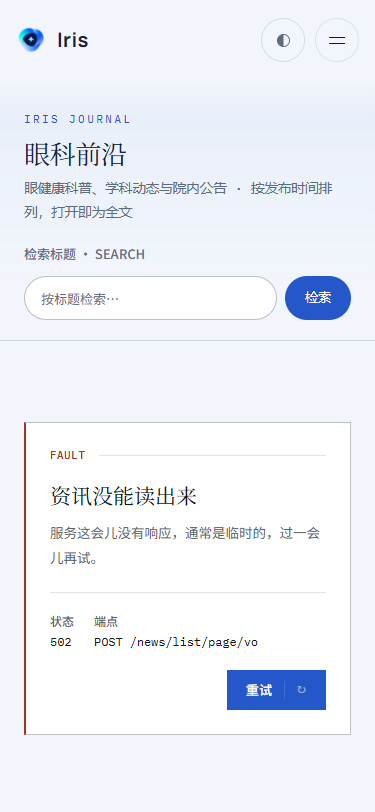 Iris
IRIS JOURNAL
眼科前沿
眼健康科普、学科动态与院内公告 · 按发布时间排
列，打开即为全文
检索标题 · SEARCH
按标题检索…
检索
FAULT
资讯没能读出来
服务这会儿没有响应，通常是临时的，过一会
儿再试。
状态 端点
502 POST /news/list/page/vo
重试 ↻